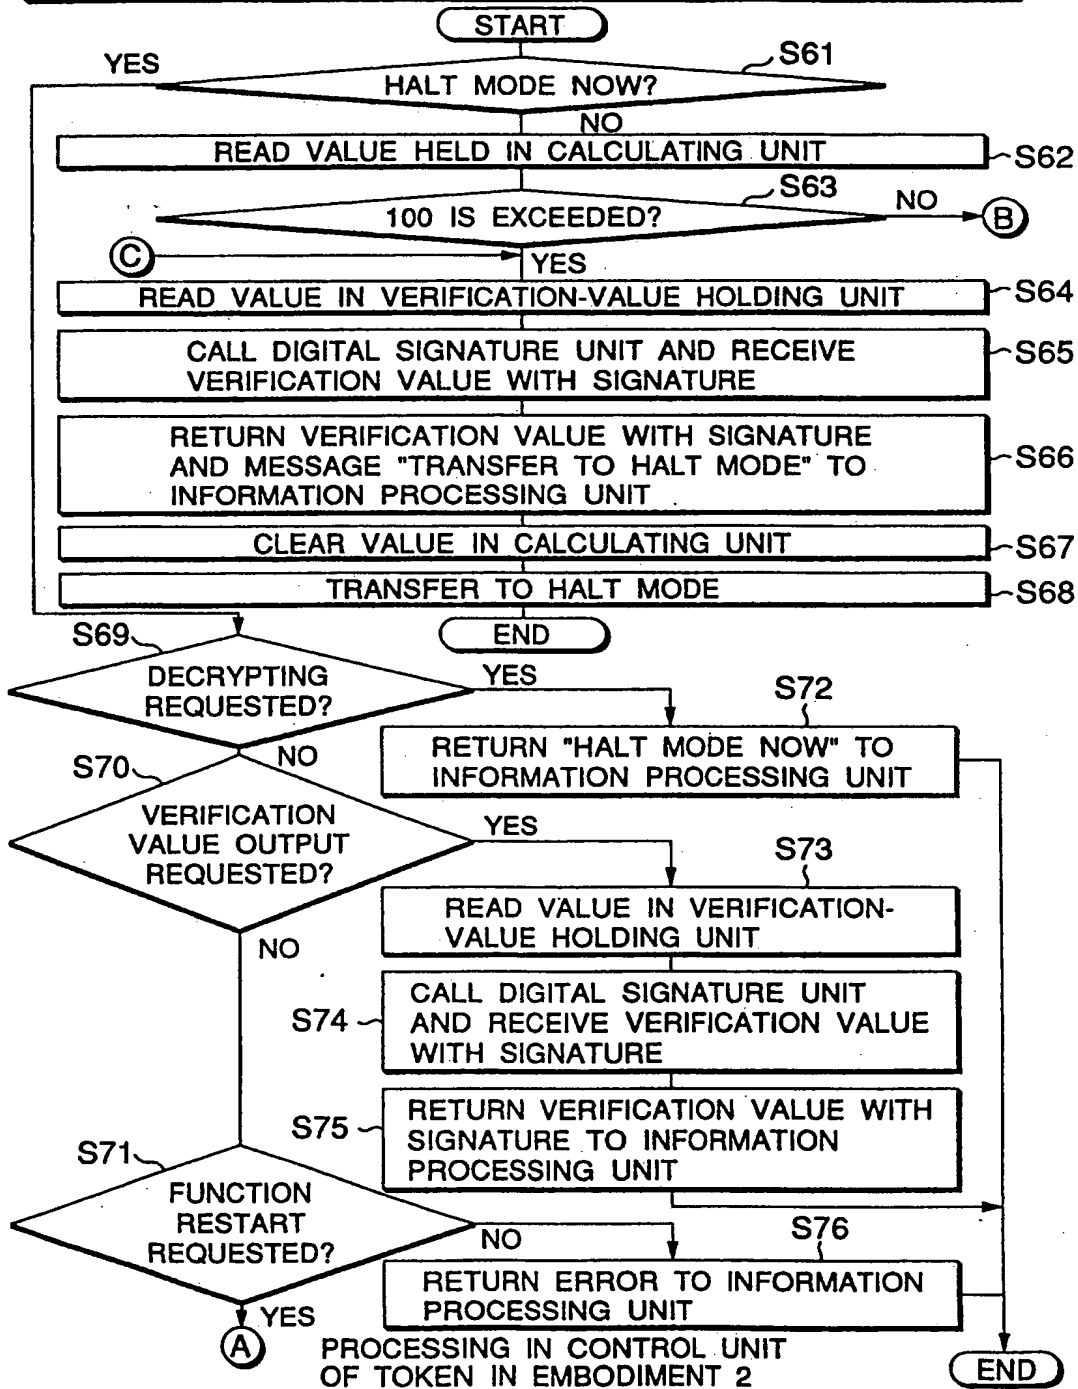 START
YES
S61
HALT MODE NOW?
NO
READ VALUE HELD IN CALCULATING UNIT
S62
S63
100 IS EXCEEDED?
NO
B
C
YES
READ VALUE IN VERIFICATION-VALUE HOLDING UNIT
S64
CALL DIGITAL SIGNATURE UNIT AND RECEIVE
VERIFICATION VALUE WITH SIGNATURE
S65
RETURN VERIFICATION VALUE WITH SIGNATURE
AND MESSAGE "TRANSFER TO HALT MODE" TO
INFORMATION PROCESSING UNIT
S66
CLEAR VALUE IN CALCULATING UNIT
S67
TRANSFER TO HALT MODE
S68
END
S69
DECRYPTING
REQUESTED?
YES
S72
RETURN "HALT MODE NOW" TO
INFORMATION PROCESSING UNIT
NO
S70
VERIFICATION
VALUE OUTPUT
REQUESTED?
YES
S73
READ VALUE IN VERIFICATION-
VALUE HOLDING UNIT
NO
S74
CALL DIGITAL SIGNATURE UNIT
AND RECEIVE VERIFICATION VALUE
WITH SIGNATURE
S75
RETURN VERIFICATION VALUE WITH
SIGNATURE TO INFORMATION
PROCESSING UNIT
S71
FUNCTION
RESTART
REQUESTED?
NO
S76
RETURN ERROR TO INFORMATION
PROCESSING UNIT
YES
A
PROCESSING IN CONTROL UNIT
OF TOKEN IN EMBODIMENT 2
END